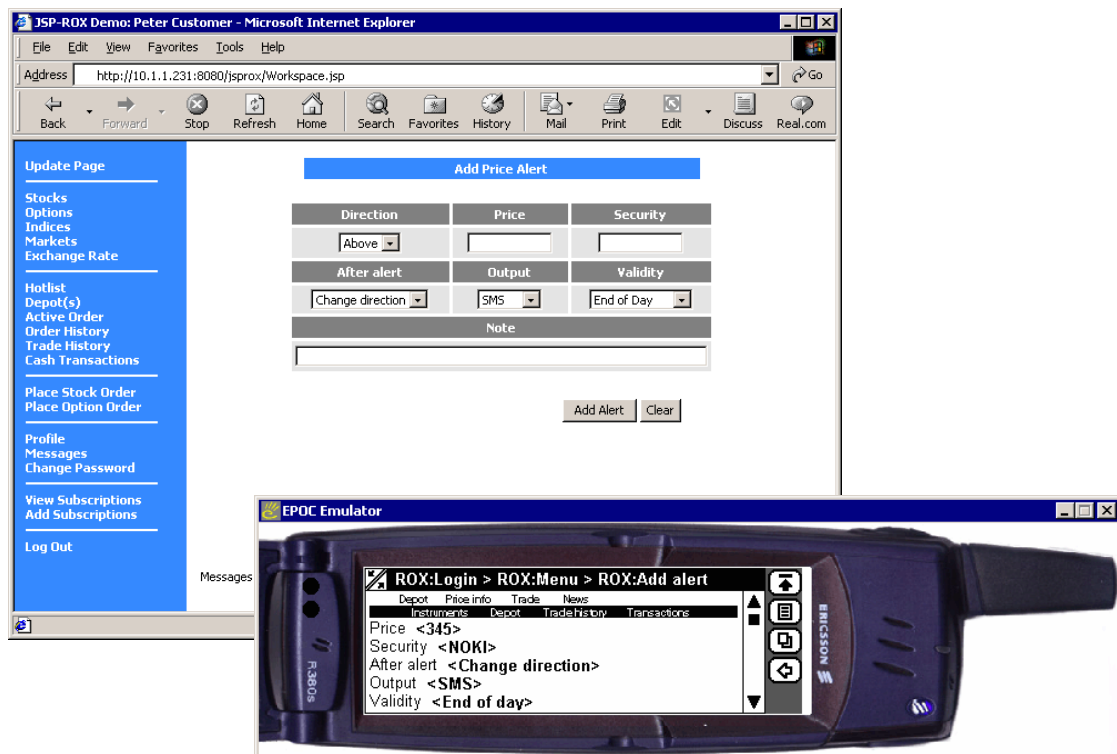 JSP-ROX Demo: Peter Customer - Microsoft Internet Explorer
File Edit View Favorites Tools Help
Address http://10.1.1.231:8080/jsprox/Workspace.jsp Go
Back Forward Stop Refresh Home Search Favorites History Mail Print Edit Discuss Real.com
Update Page
Stocks
Options
Indices
Markets
Exchange Rate
Hotlist
Depot(s)
Active Order
Order History
Trade History
Cash Transactions
Place Stock Order
Place Option Order
Profile
Messages
Change Password
View Subscriptions
Add Subscriptions
Log Out
Add Price Alert
Direction Price Security
Above
After alert Output Validity
Change direction SMS End of Day
Note
Add Alert Clear
Messages
EPOC Emulator
ROX:Login > ROX:Menu > ROX:Add alert
Depot Price info Trade News
Instruments Depot Trade history Transactions
Price <345>
Security <NOKI>
After alert <Change direction>
Output <SMS>
Validity <End of day>
R380s
ERICSSON